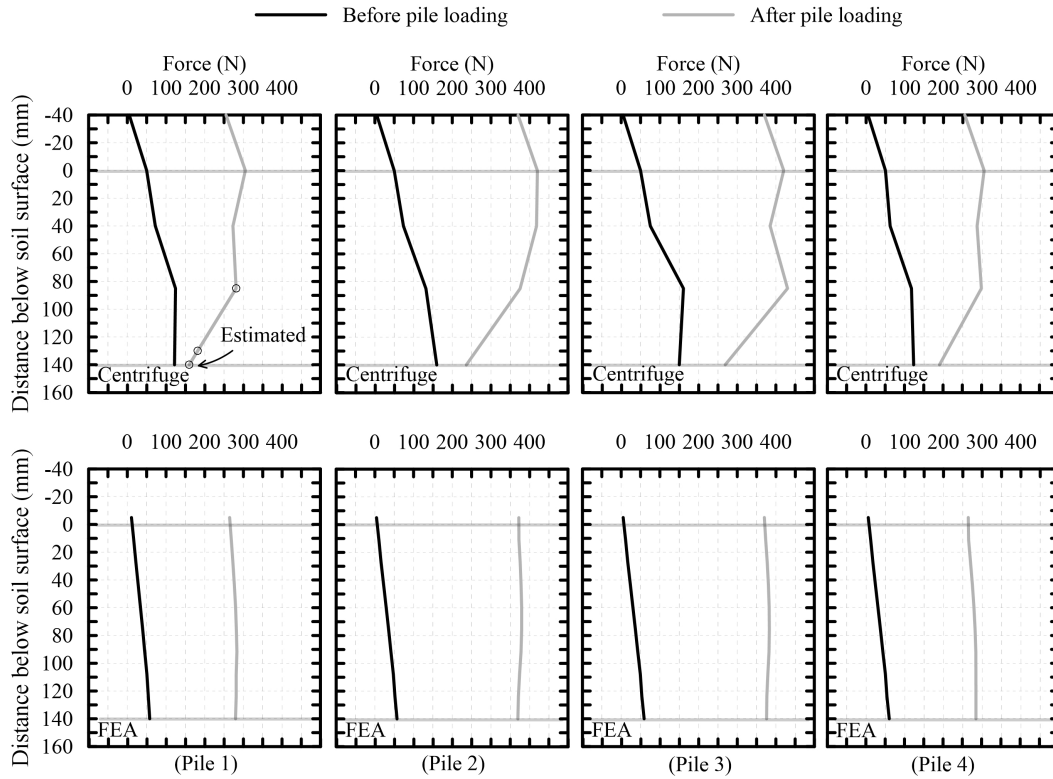 Before pile loading
After pile loading
Force (N) Force (N) Force (N) Force (N)
0 100 200 300 400 0 100 200 300 400 0 100 200 300 400 0 100 200 300 400
Distance below soil surface (mm)
-40
-20
0
20
40
60
80
100
120
140
160
Estimated
Centrifuge Centrifuge Centrifuge Centrifuge
0 100 200 300 400 0 100 200 300 400 0 100 200 300 400 0 100 200 300 400
Distance below soil surface (mm)
-40
-20
0
20
40
60
80
100
120
140
160
FEA FEA FEA FEA
(Pile 1) (Pile 2) (Pile 3) (Pile 4)